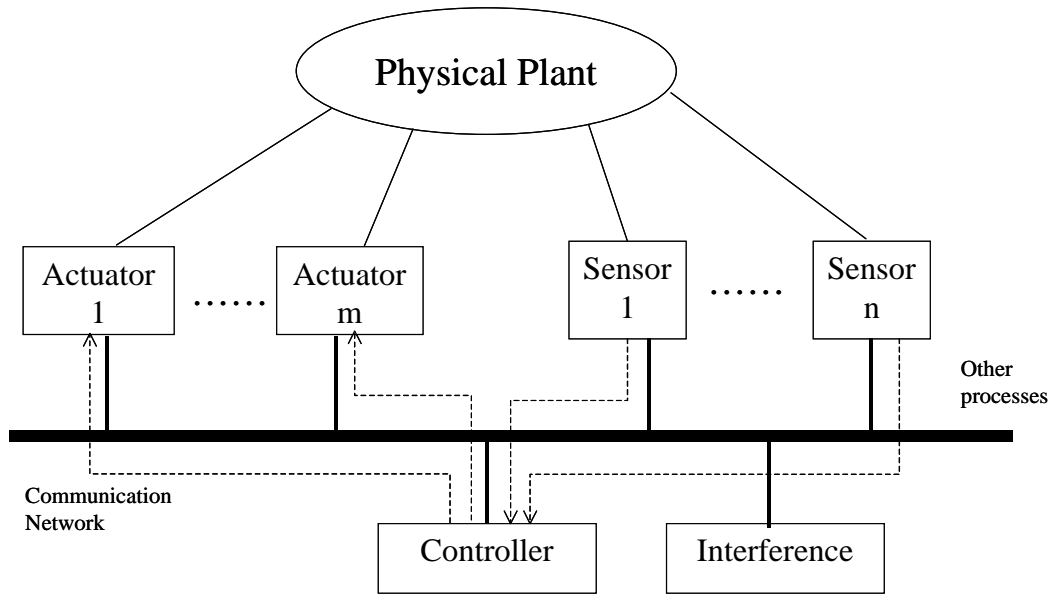 Physical Plant
Actuator
1
......
Actuator
m
Sensor
1
......
Sensor
n
Other
processes
Communication
Network
Controller
Interference